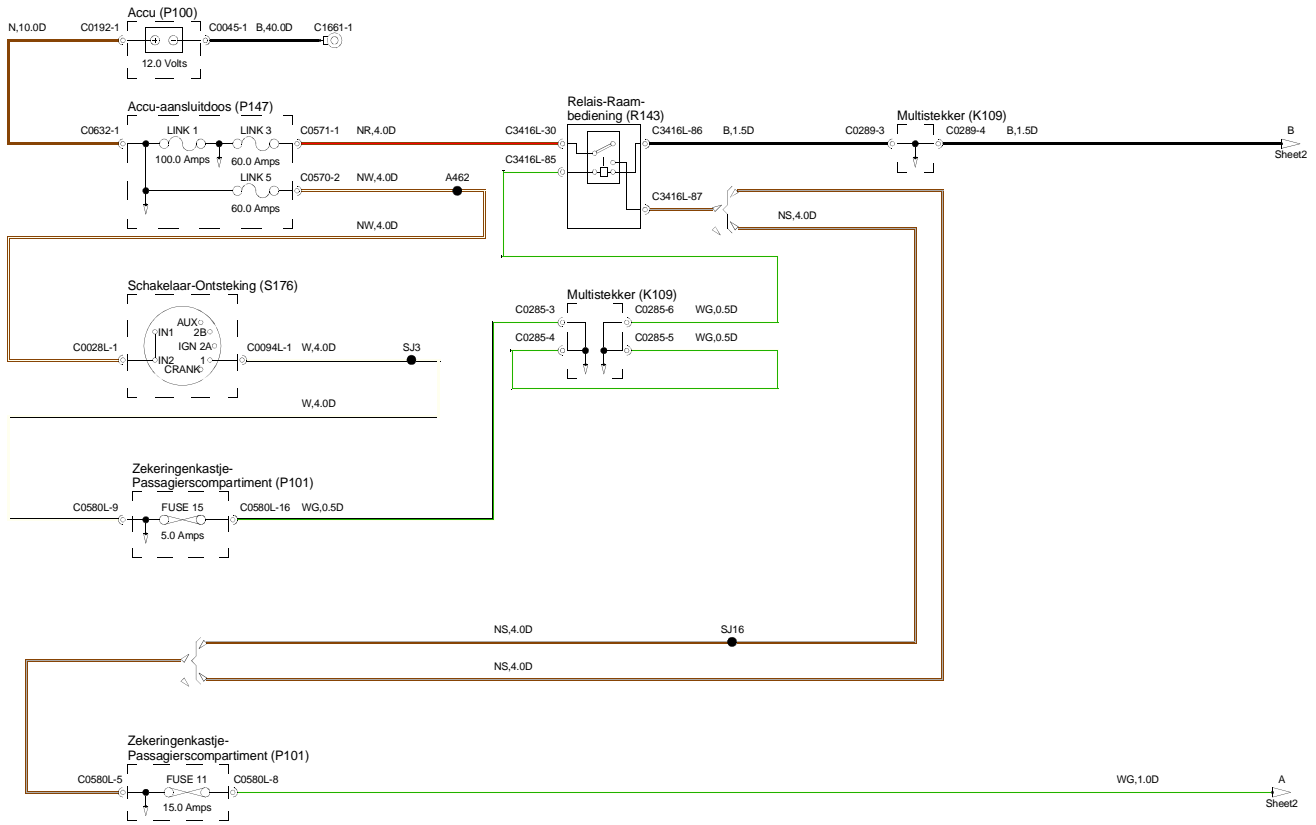 Accu (P100)
N,10.0D
C0192-1
C0045-1
B,40.0D
C1661-1
12.0 Volts
Accu-aansluitdoos (P147)
C0632-1
LINK 1
100.0 Amps
LINK 3
60.0 Amps
C0571-1
NR,4.0D
LINK 5
60.0 Amps
C0570-2
NW,4.0D
A462
NW,4.0D
Relais-Raam-
bediening (R143)
C3416L-30
C3416L-86
B,1.5D
C3416L-85
C3416L-87
NS,4.0D
Multistekker (K109)
C0289-3
C0289-4
B,1.5D
B
Sheet2
Schakelaar-Ontsteking (S176)
AUX
IN1
2B
IGN 2A
IN2
1
CRANK
C0028L-1
C0094L-1
W,4.0D
SJ3
W,4.0D
Multistekker (K109)
C0285-3
C0285-6
WG,0.5D
C0285-4
C0285-5
WG,0.5D
Zekeringenkastje-
Passagierscompartiment (P101)
C0580L-9
FUSE 15
5.0 Amps
C0580L-16
WG,0.5D
NS,4.0D
SJ16
NS,4.0D
Zekeringenkastje-
Passagierscompartiment (P101)
C0580L-5
FUSE 11
15.0 Amps
C0580L-8
WG,1.0D
A
Sheet2